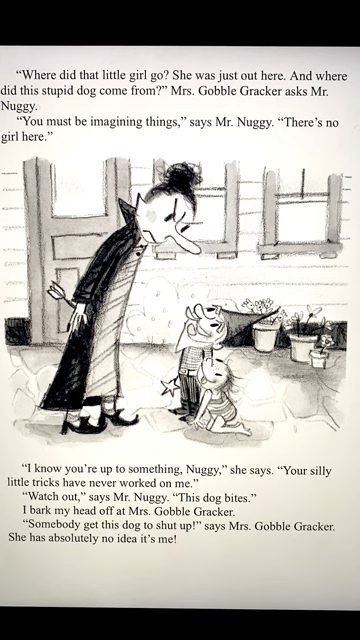 “Where did that little girl go? She was just out here. And where
did this stupid dog come from?” Mrs. Gobble Gracker asks Mr.
Nuggy.
“You must be imagining things,” says Mr. Nuggy. “There’s no
girl here.”
“I know you’re up to something, Nuggy,” she says. “Your silly
little tricks have never worked on me.”
“Watch out,” says Mr. Nuggy. “This dog bites.”
I bark my head off at Mrs. Gobble Gracker.
“Somebody get this dog to shut up!” says Mrs. Gobble Gracker.
She has absolutely no idea it’s me!